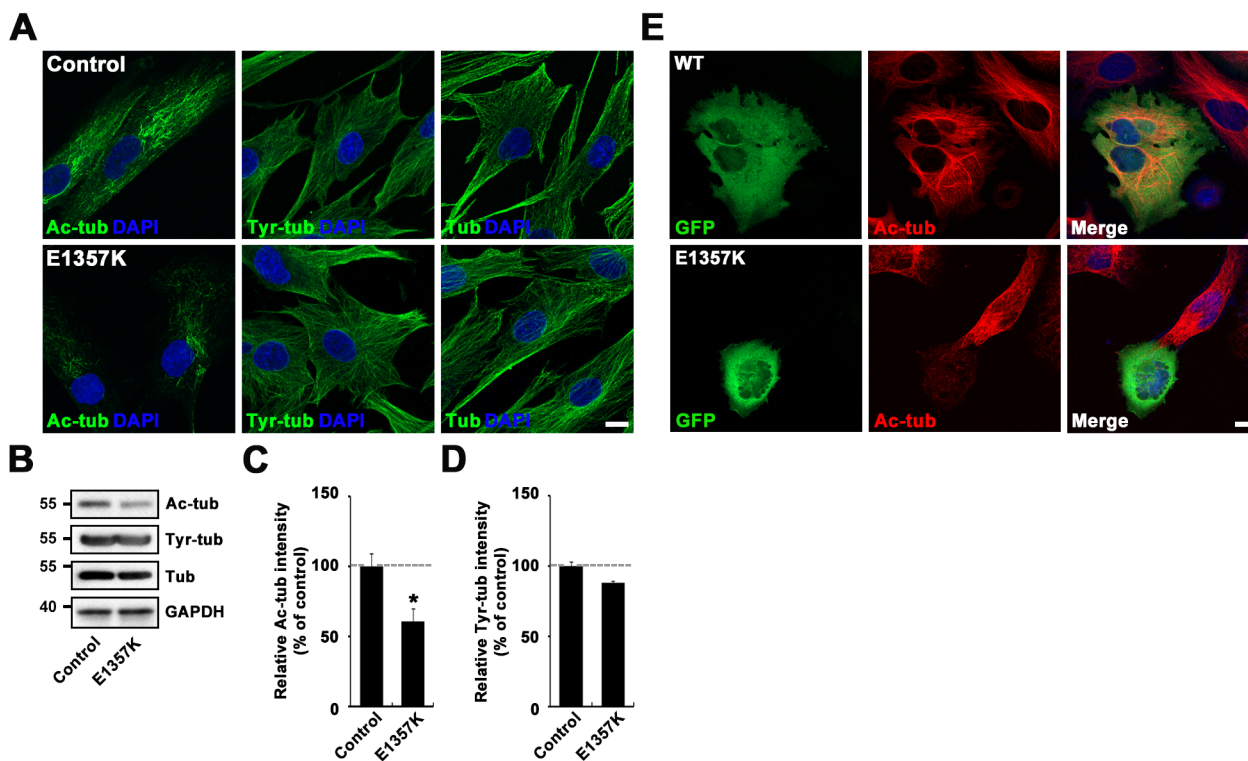 A
Control
Ac-tub DAPI
Tyr-tub DAPI
Tub DAPI
E1357K
Ac-tub DAPI
Tyr-tub DAPI
Tub DAPI
B
55
Ac-tub
55
Tyr-tub
55
Tub
40
GAPDH
Control
E1357K
C
Relative Ac-tub intensity
(% of control)
150
100
50
0
*
Control
E1357K
D
Relative Tyr-tub intensity
(% of control)
150
100
50
0
Control
E1357K
E
WT
GFP
Ac-tub
Merge
E1357K
GFP
Ac-tub
Merge